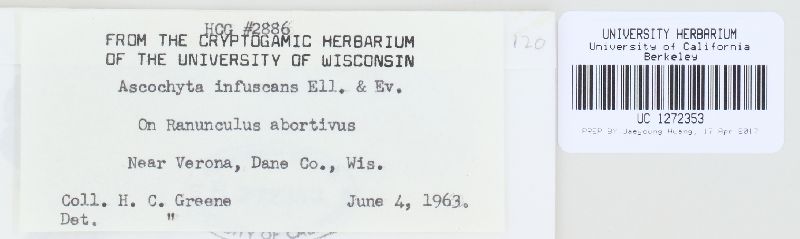 HCG #2886
FROM THE CRYPTOGAMIC HERBARIUM
OF THE UNIVERSITY OF WISCONSIN
Ascochyta infuscans Ell. & Ev.
On Ranunculus abortivus
Near Verona, Dane Co., Wis.
Coll. H. C. Greene June 4, 1963.
Det. "
120
UNIVERSITY HERBARIUM
University of California
Berkeley
UC 1272353
PREP BY Jaeyoung Huang, 17 Apr 2017